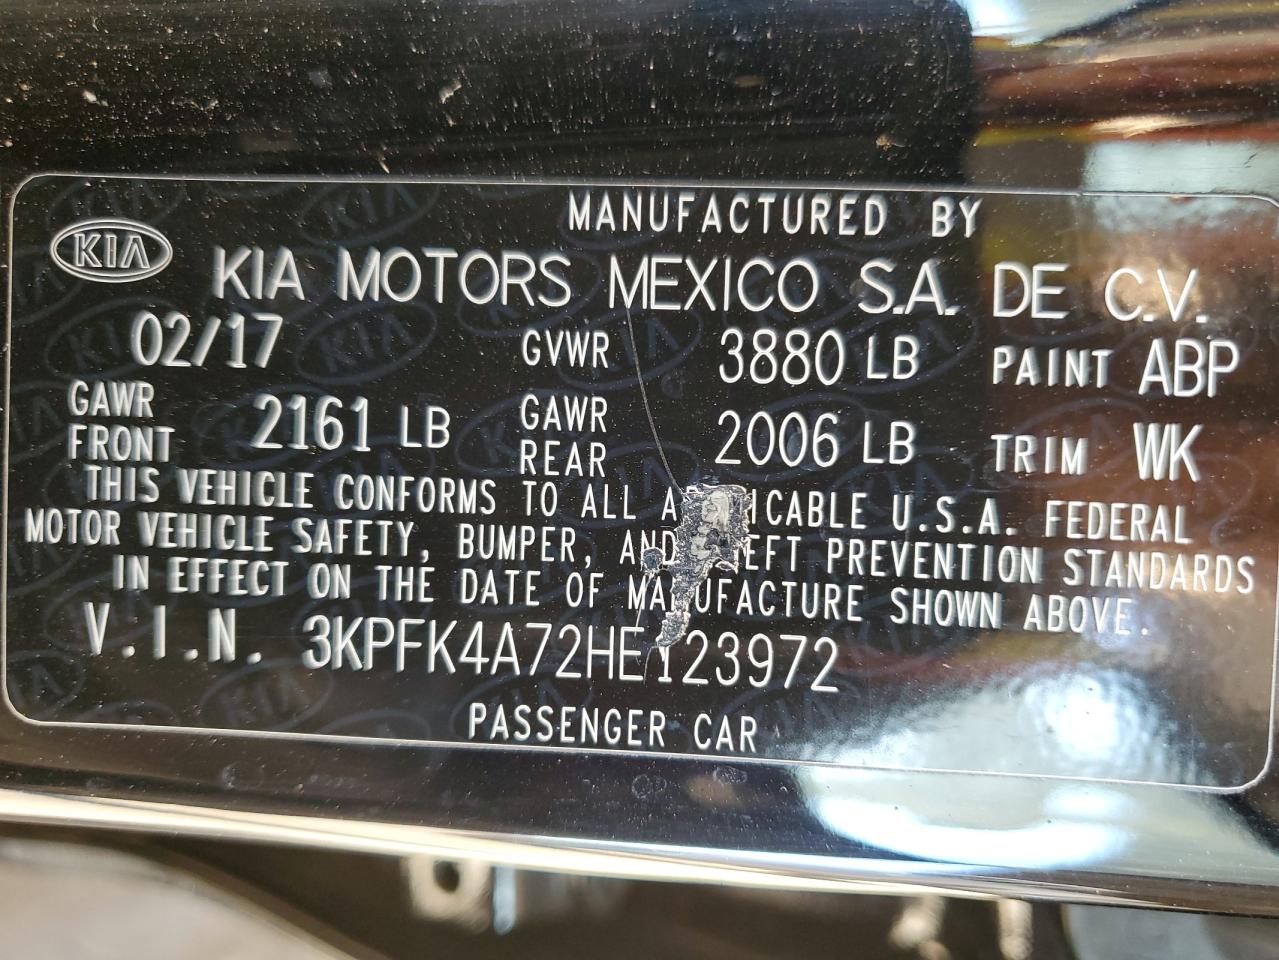 KIA
MANUFACTURED BY
KIA MOTORS MEXICO S.A. DE C.V.
02/17 GVWR 3880 LB PAINT ABP
GAWR FRONT 2161 LB GAWR REAR 2006 LB TRIM WK
THIS VEHICLE CONFORMS TO ALL A ICABLE U.S.A. FEDERAL
MOTOR VEHICLE SAFETY, BUMPER, AND EFT PREVENTION STANDARDS
IN EFFECT ON THE DATE OF MANUFACTURE SHOWN ABOVE.
V.I.N. 3KPFK4A72HE123972
PASSENGER CAR